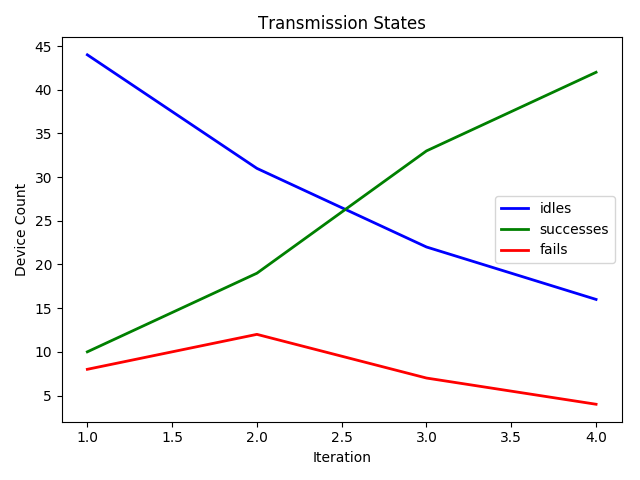 Transmission States
Device Count
45
40
35
30
25
20
15
10
5
idles
successes
fails
1.0 1.5 2.0 2.5 3.0 3.5 4.0
Iteration